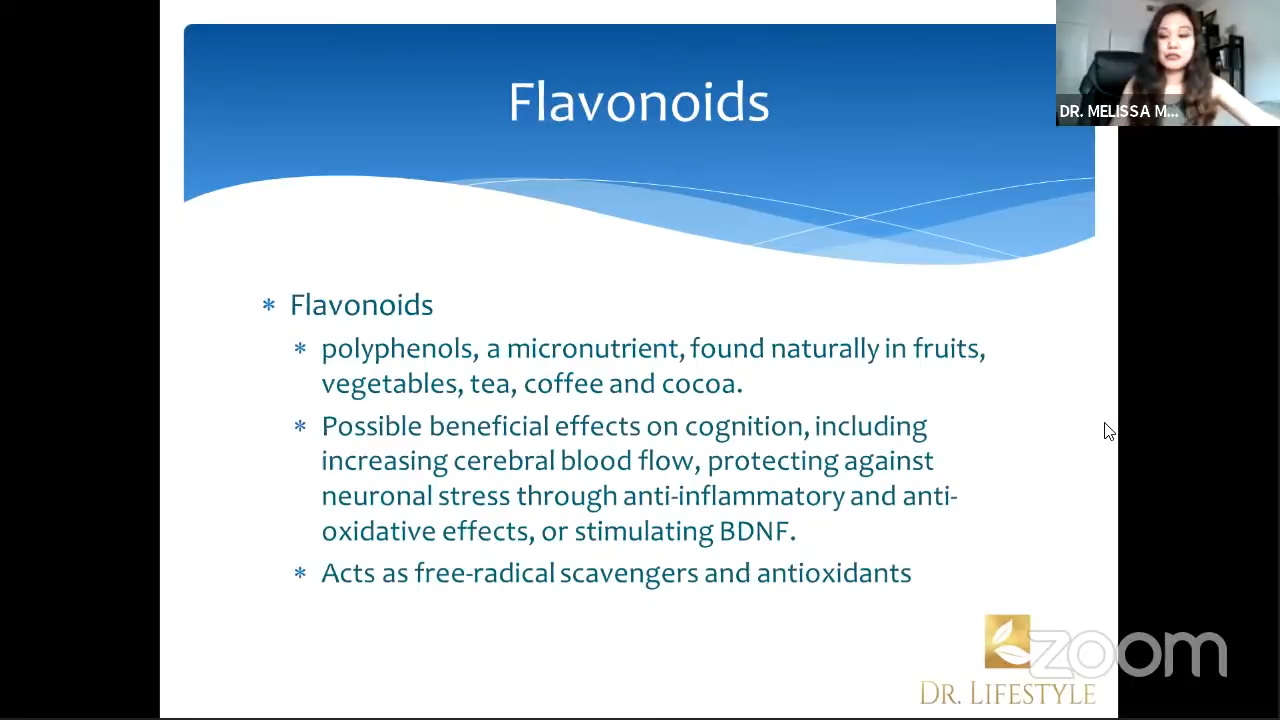 Flavonoids
DR. MELISSA M...
* Flavonoids
* polyphenols, a micronutrient, found naturally in fruits,
vegetables, tea, coffee and cocoa.
* Possible beneficial effects on cognition, including
increasing cerebral blood flow, protecting against
neuronal stress through anti-inflammatory and anti-
oxidative effects, or stimulating BDNF.
* Acts as free-radical scavengers and antioxidants
zoom
DR. LIFESTYLE